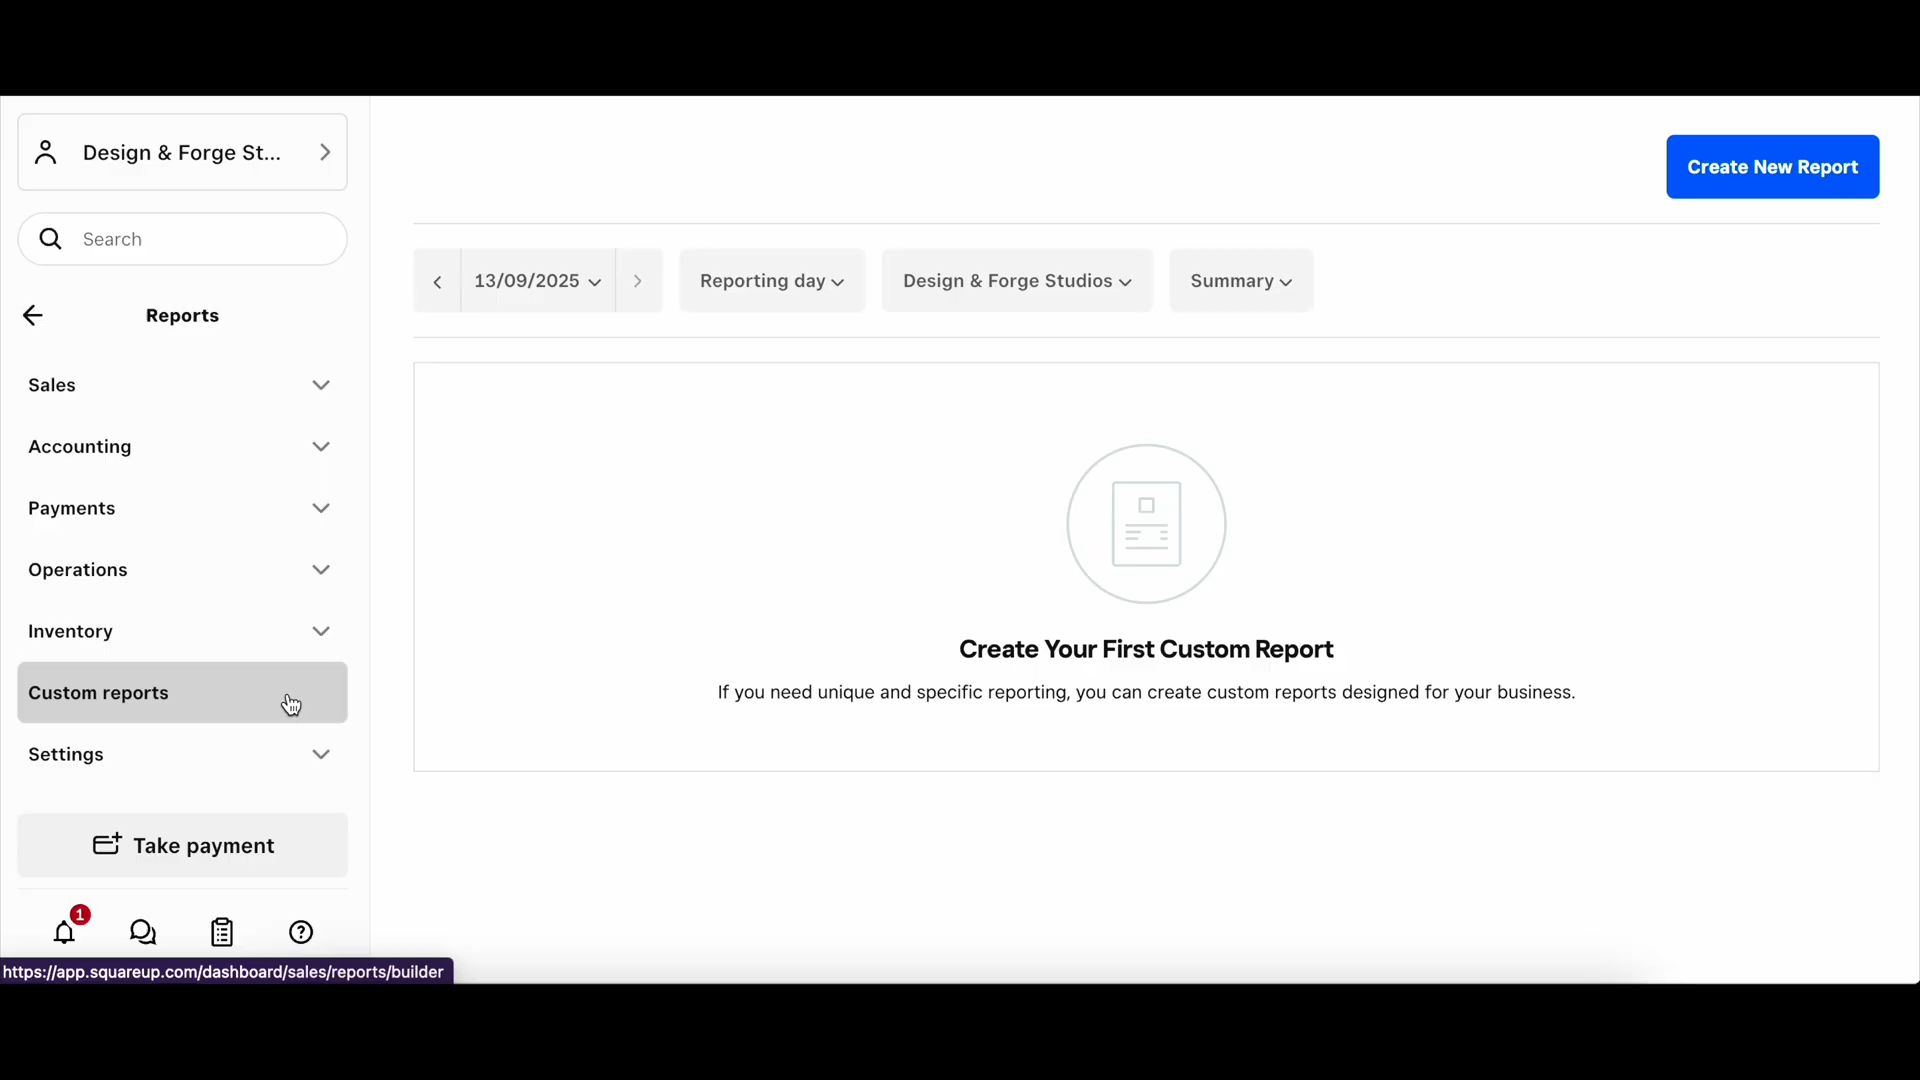 Design & Forge St...
Search
Reports
Sales
Accounting
Payments
Operations
Inventory
Custom reports
Settings
Take payment
1
https://app.squareup.com/dashboard/sales/reports/builder
Create New Report
13/09/2025
Reporting day
Design & Forge Studios
Summary
Create Your First Custom Report
If you need unique and specific reporting, you can create custom reports designed for your business.